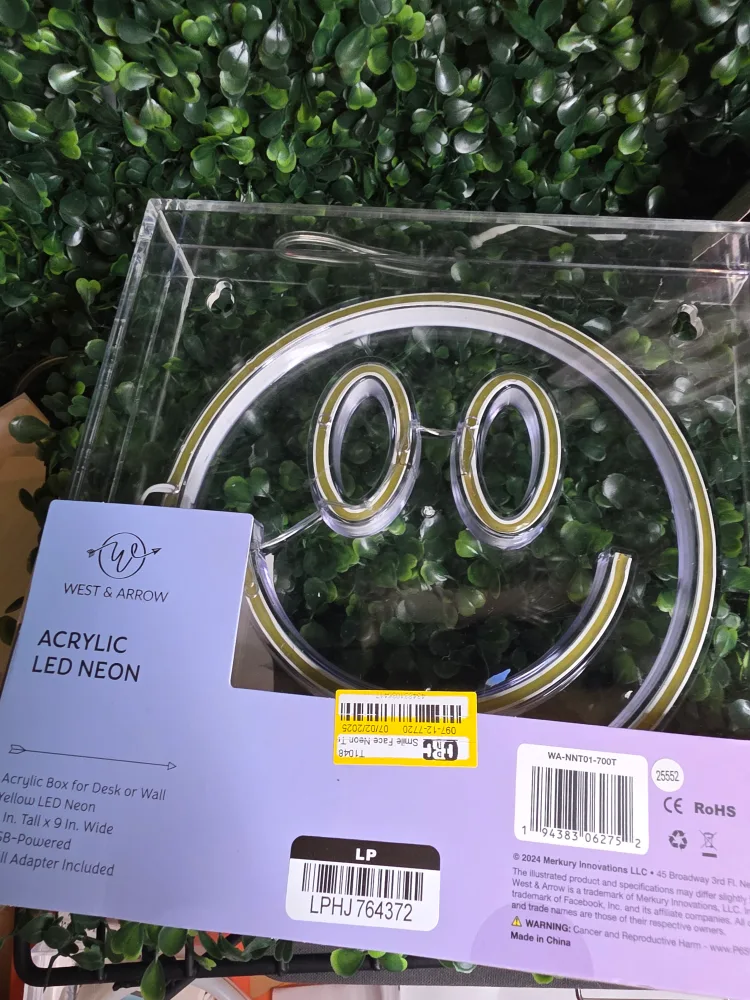 W
WEST & ARROW
ACRYLIC
LED NEON
Acrylic Box for Desk or Wall
Yellow LED Neon
In. Tall x 9 In. Wide
SB-Powered
ll Adapter Included
097-12-7720 07/02/2025
Smile Face Neon T
T1048
LP
LPHJ 764372
WA-NNT01-700T
1 94383 06275 2
25552
CE RoHS
© 2024 Merkury Innovations LLC • 45 Broadway 3rd Fl. Ne
The illustrated product and specifications may differ slightly
West & Arrow is a trademark of Merkury Innovations, LLC.
trademark of Facebook, Inc. and its affiliate companies. All
and trade names are those of their respective owners.
WARNING: Cancer and Reproductive Harm - www.P65
Made in China